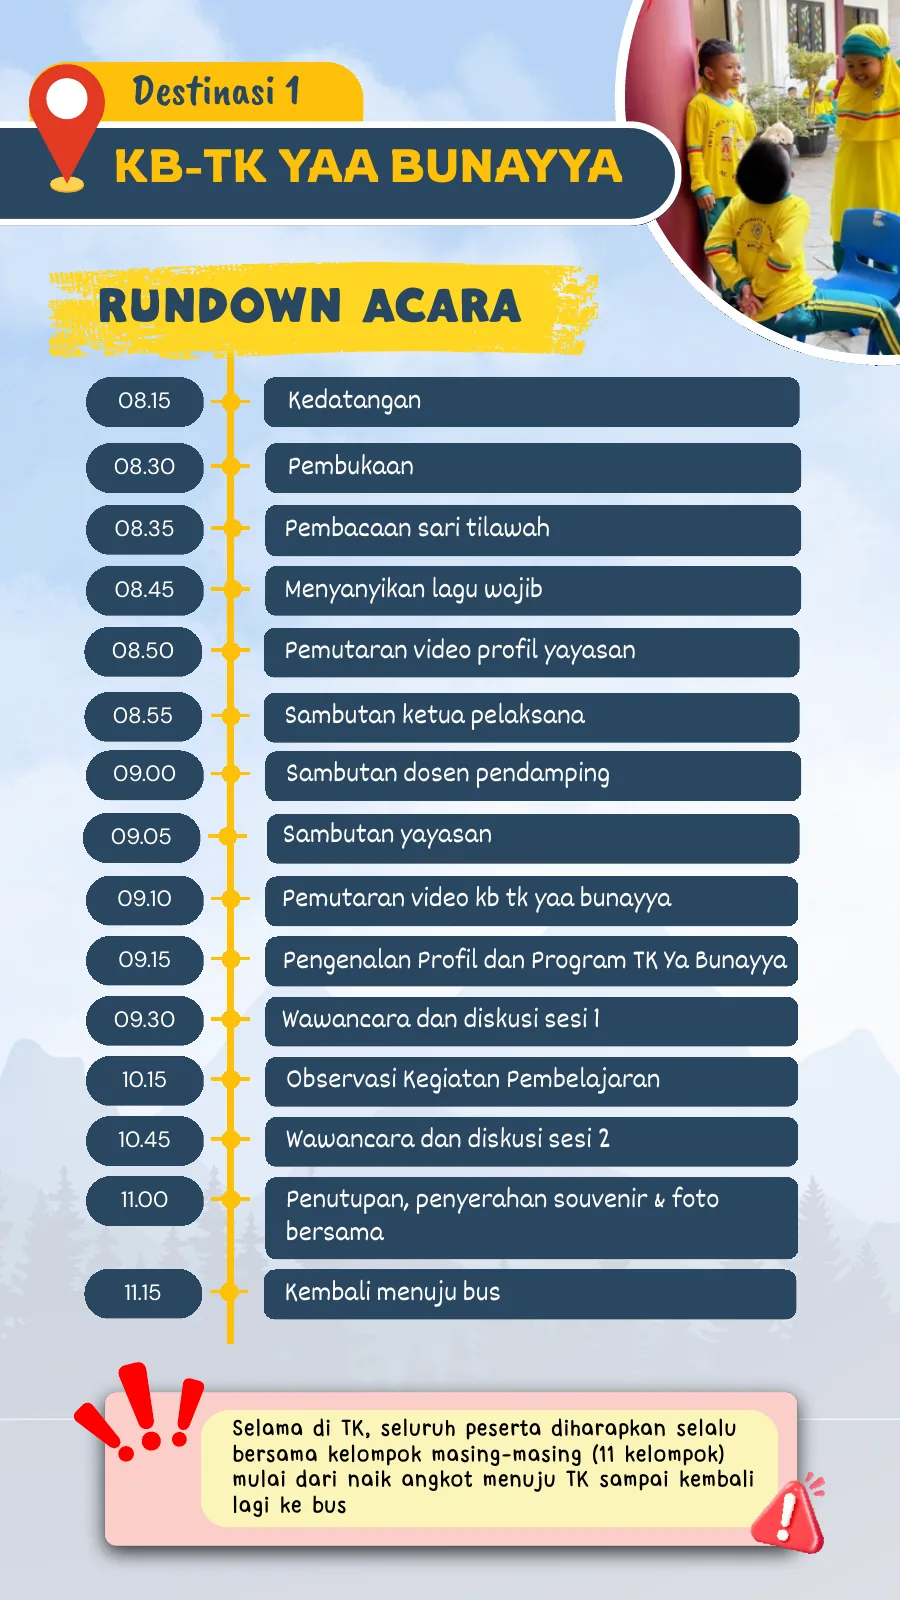 Destinasi 1
KB-TK YAA BUNAYYA
RUNDOWN ACARA
08.15 Kedatangan
08.30 Pembukaan
08.35 Pembacaan sari tilawah
08.45 Menyanyikan lagu wajib
08.50 Pemutaran video profil yayasan
08.55 Sambutan ketua pelaksana
09.00 Sambutan dosen pendamping
09.05 Sambutan yayasan
09.10 Pemutaran video kb tk yaa bunayya
09.15 Pengenalan Profil dan Program TK Ya Bunayya
09.30 Wawancara dan diskusi sesi 1
10.15 Observasi Kegiatan Pembelajaran
10.45 Wawancara dan diskusi sesi 2
11.00 Penutupan, penyerahan souvenir & foto
bersama
11.15 Kembali menuju bus
Selama di TK, seluruh peserta diharapkan selalu
bersama kelompok masing-masing (11 kelompok)
mulai dari naik angkot menuju TK sampai kembali
lagi ke bus